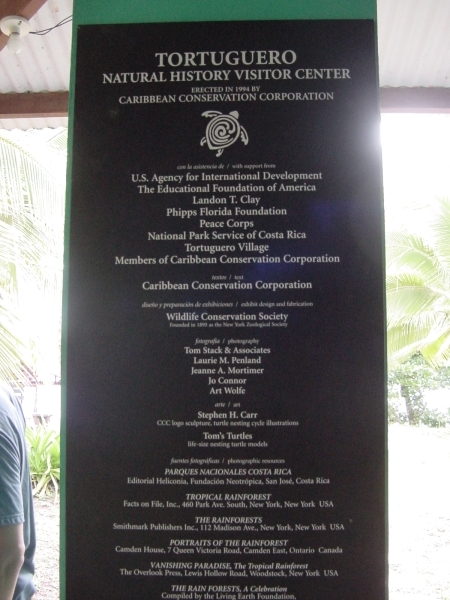 TORTUGUERO
NATURAL HISTORY VISITOR CENTER
ERECTED IN 1994 BY
CARIBBEAN CONSERVATION CORPORATION
con la asistencia de / with support from
U.S. Agency for International Development
The Educational Foundation of America
Landon T. Clay
Phipps Florida Foundation
Peace Corps
National Park Service of Costa Rica
Tortuguero Village
Members of Caribbean Conservation Corporation
textos / text
Caribbean Conservation Corporation
diseño y preparación de exhibiciones / exhibit design and fabrication
Wildlife Conservation Society
Founded in 1895 as the New York Zoological Society
fotografía / photography
Tom Stack & Associates
Laurie M. Penland
Jeanne A. Mortimer
Jo Connor
Art Wolfe
arte / art
Stephen H. Carr
CCC logo sculpture, turtle nesting cycle illustrations
Tom's Turtles
life-size nesting turtle models
fuentes fotográficas / photographic resources
PARQUES NACIONALES COSTA RICA
Editorial Heliconia, Fundación Neotrópica, San José, Costa Rica
TROPICAL RAINFOREST
Facts on File, Inc., 460 Park Ave. South, New York, New York USA
THE RAINFORESTS
Smithmark Publishers Inc., 112 Madison Ave., New York, New York USA
PORTRAITS OF THE RAINFOREST
Camden House, 7 Queen Victoria Road, Camden East, Ontario Canada
VANISHING PARADISE, The Tropical Rainforest
The Overlook Press, Lewis Hollow Road, Woodstock, New York USA
THE RAIN FORESTS, A Celebration
Compiled by the Living Earth Foundation,